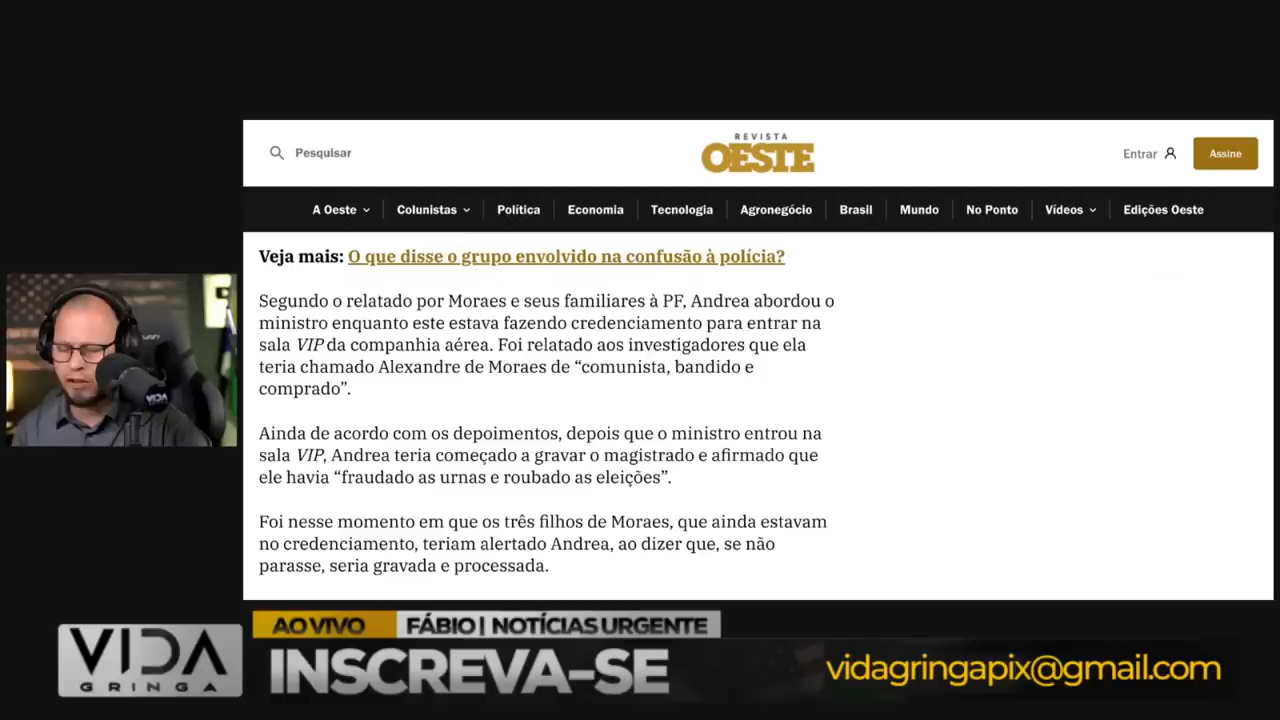 Pesquisar
REVISTA
OESTE
Entrar
Assine
A Oeste
Colunistas
Política
Economia
Tecnologia
Agronegócio
Brasil
Mundo
No Ponto
Vídeos
Edições Oeste
Veja mais: O que disse o grupo envolvido na confusão à polícia?
Segundo o relatado por Moraes e seus familiares à PF, Andrea abordou o
ministro enquanto este estava fazendo credenciamento para entrar na
sala VIP da companhia aérea. Foi relatado aos investigadores que ela
teria chamado Alexandre de Moraes de “comunista, bandido e
comprado”.
Ainda de acordo com os depoimentos, depois que o ministro entrou na
sala VIP, Andrea teria começado a gravar o magistrado e afirmado que
ele havia “fraudado as urnas e roubado as eleições”.
Foi nesse momento em que os três filhos de Moraes, que ainda estavam
no credenciamento, teriam alertado Andrea, ao dizer que, se não
parasse, seria gravada e processada.
VIDA
AO VIVO
FÁBIO | NOTÍCIAS URGENTE
VIDA
GRINGA
INSCREVA-SE
vidagringapix@gmail.com